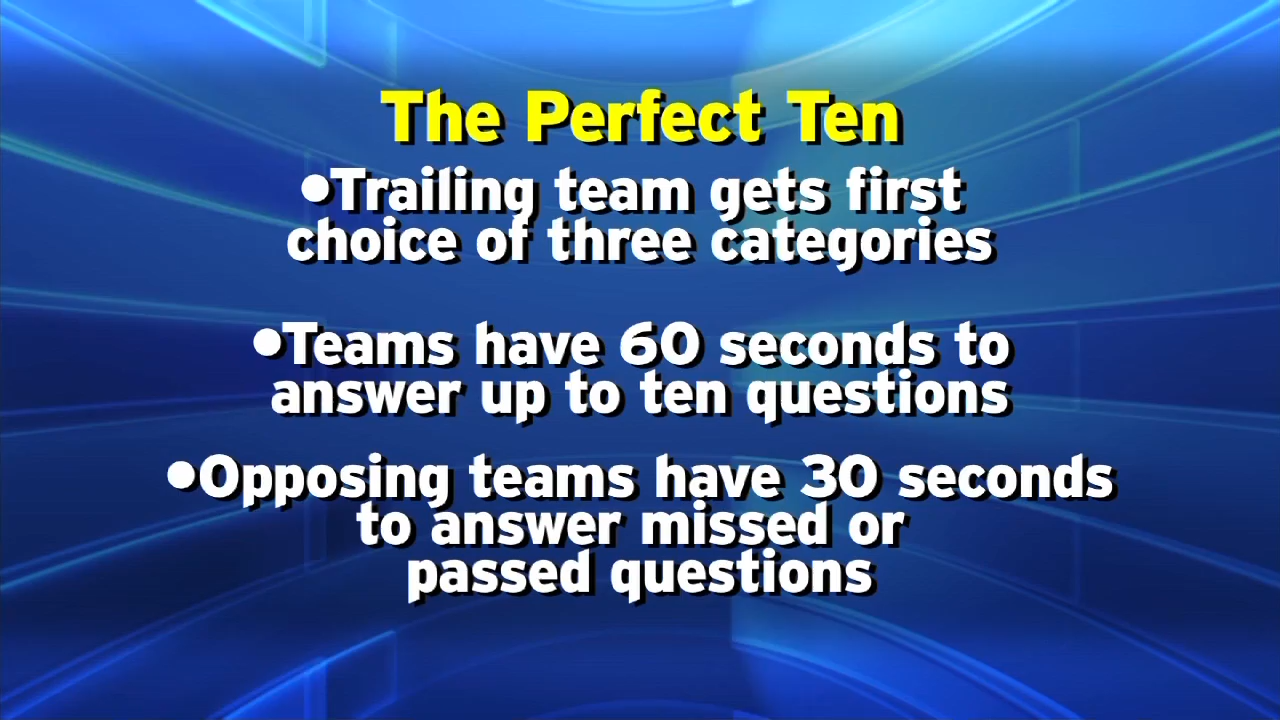 The Perfect Ten
•Trailing team gets first
choice of three categories
•Teams have 60 seconds to
answer up to ten questions
•Opposing teams have 30 seconds
to answer missed or
passed questions